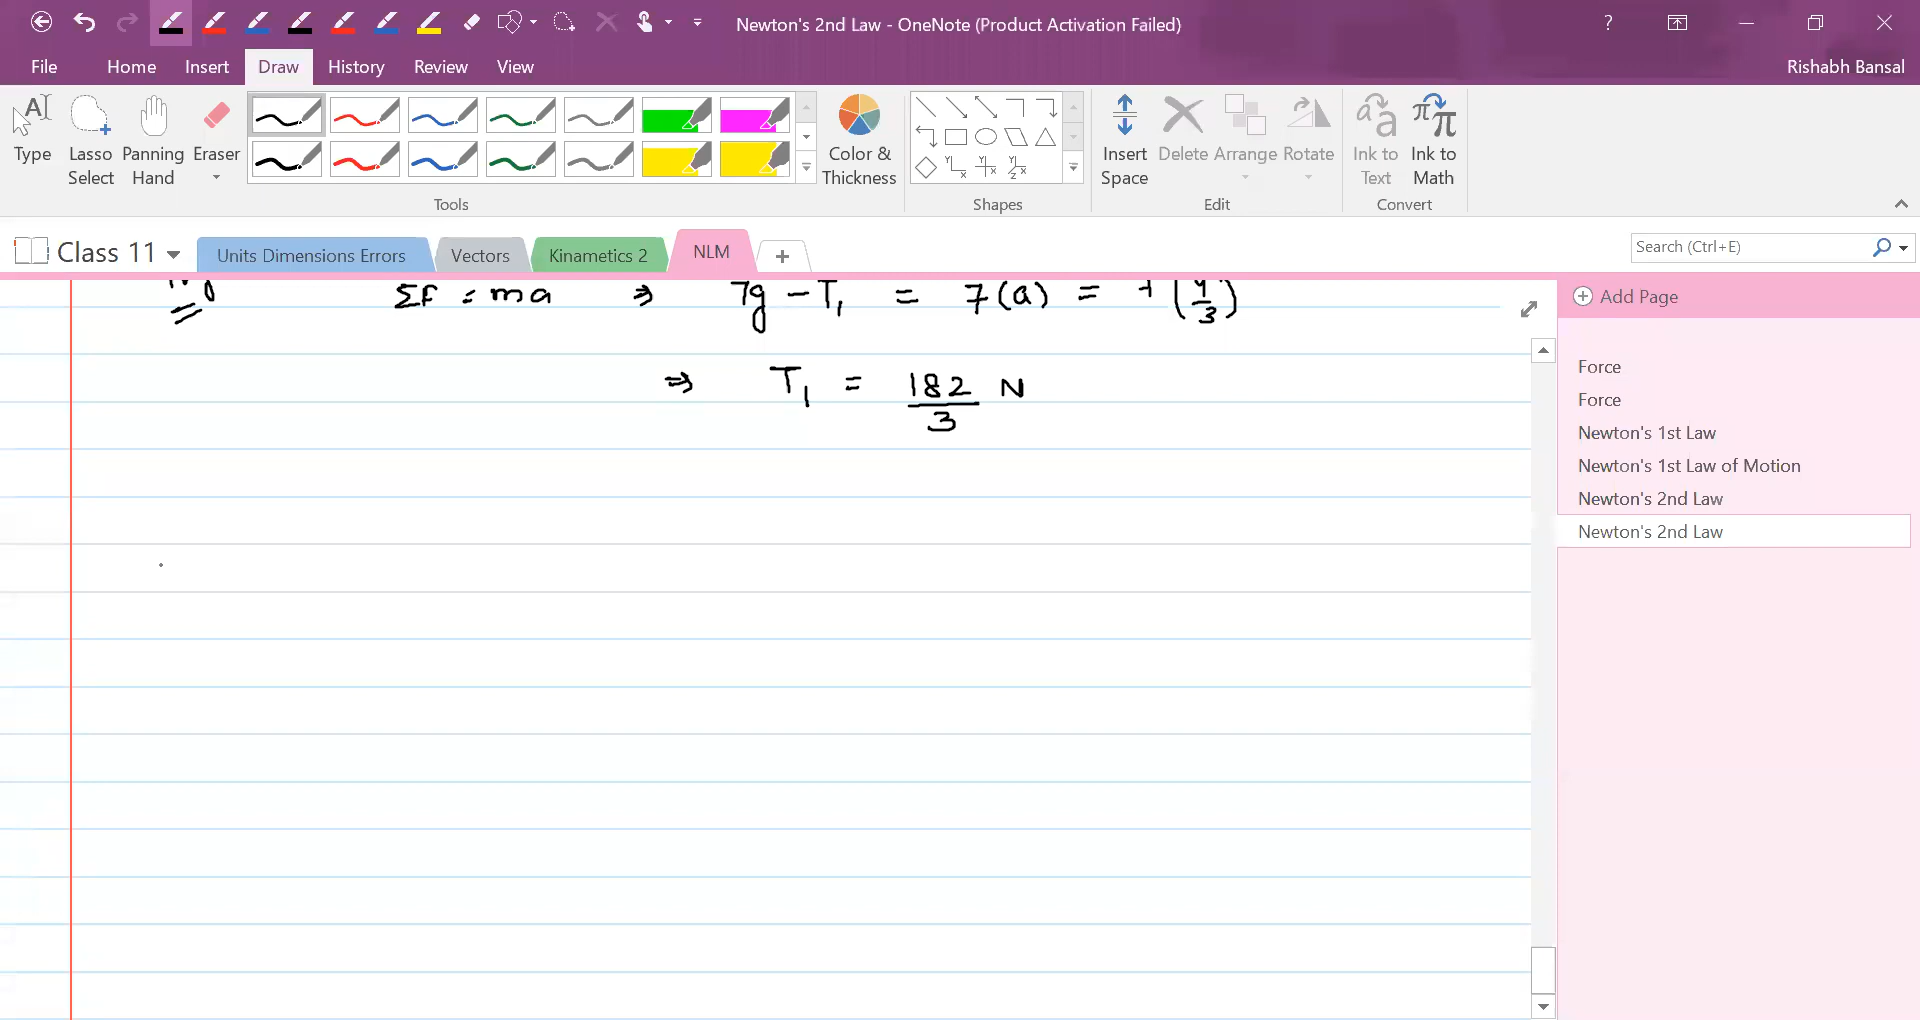 Newton's 2nd Law - OneNote (Product Activation Failed)
?
File Home Insert Draw History Review View
Rishabh Bansal
Type
Lasso Select
Panning Hand
Eraser
Color & Thickness
Insert Space
Delete
Arrange
Rotate
Ink to Text
Ink to Math
Tools
Shapes
Edit
Convert
Class 11
Units Dimensions Errors
Vectors
Kinametics 2
NLM
+
Search (Ctrl+E)
Add Page
Force
Force
Newton's 1st Law
Newton's 1st Law of Motion
Newton's 2nd Law
Newton's 2nd Law
ΣF = ma ⇒ 7g - T₁ = 7(a) =
⇒ T₁ = 182/3 N